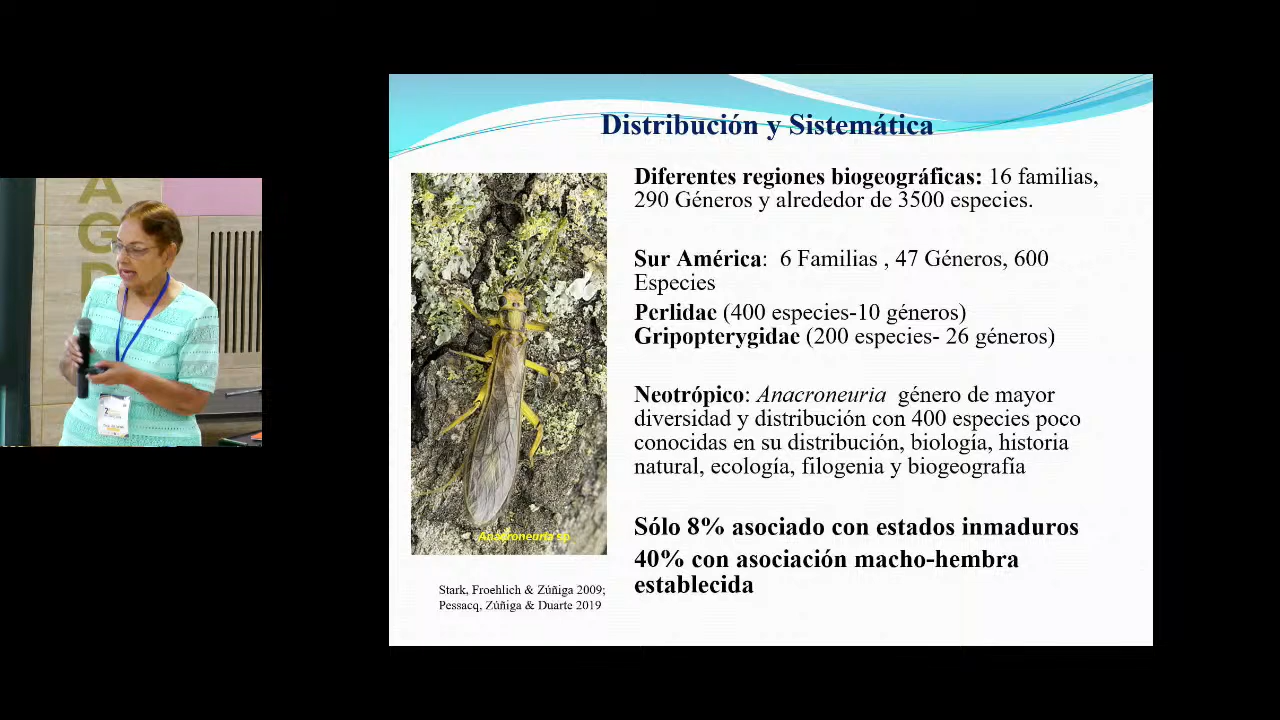 AGR
Distribución y Sistemática
Diferentes regiones biogeográficas: 16 familias,
290 Géneros y alrededor de 3500 especies.
Sur América:  6 Familias , 47 Géneros, 600
Especies
Perlidae (400 especies-10 géneros)
Gripopterygidae (200 especies- 26 géneros)
Neotrópico: Anacroneuria  género de mayor
diversidad y distribución con 400 especies poco
conocidas en su distribución, biología, historia
natural, ecología, filogenia y biogeografía
Sólo 8% asociado con estados inmaduros
40% con asociación macho-hembra
establecida
Anacroneuria sp
Stark, Froehlich & Zúñiga 2009;
Pessacq, Zúñiga & Duarte 2019